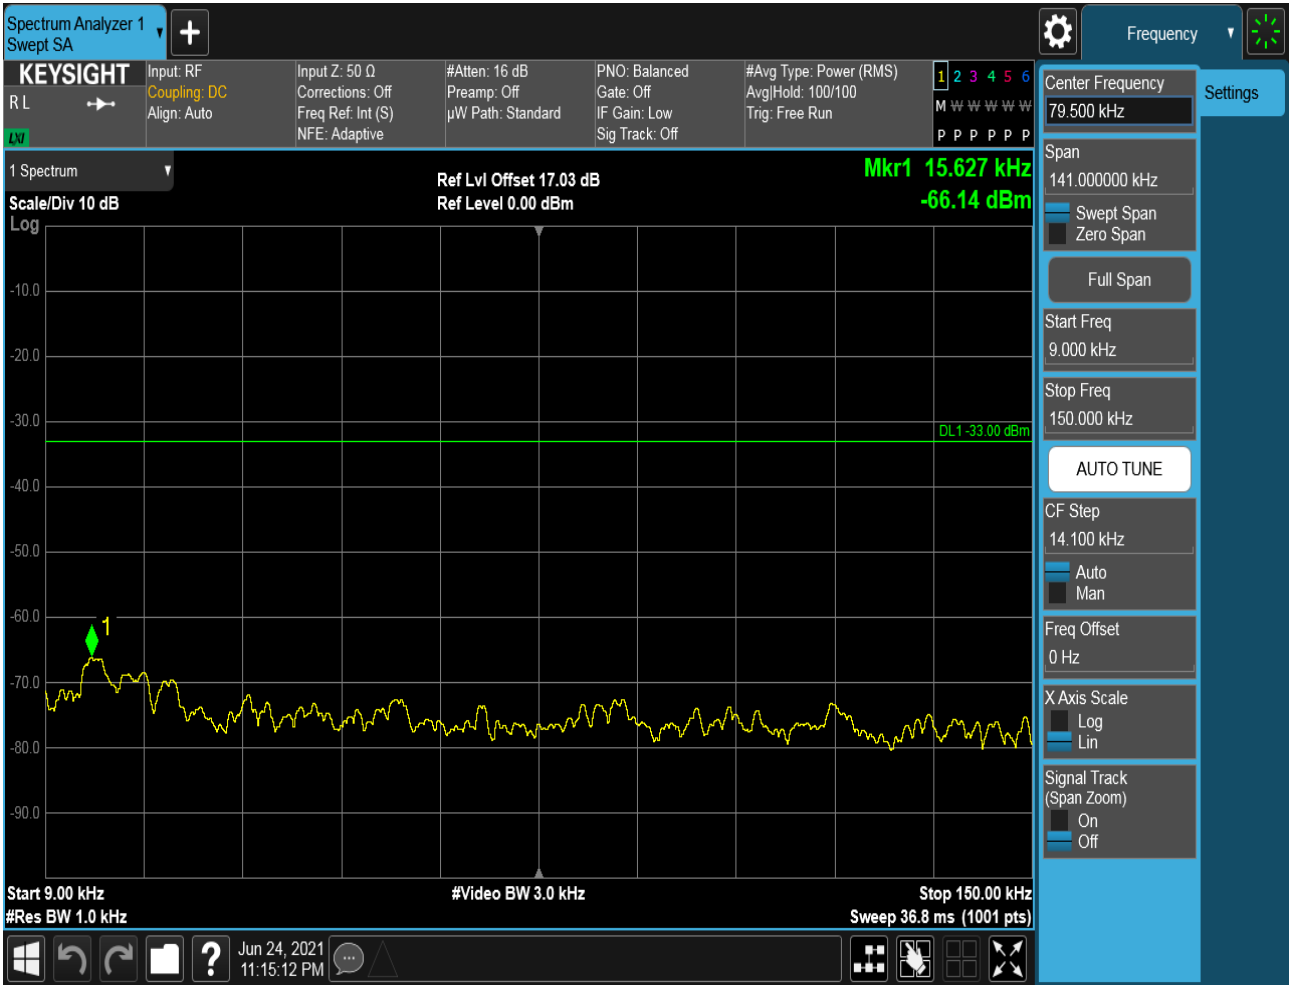 Spectrum Analyzer 1
Swept SA
Frequency
KEYSIGHT
R L
LXI
Input: RF
Coupling: DC
Align: Auto
Input Z: 50 Ω
Corrections: Off
Freq Ref: Int (S)
NFE: Adaptive
#Atten: 16 dB
Preamp: Off
µW Path: Standard
PNO: Balanced
Gate: Off
IF Gain: Low
Sig Track: Off
#Avg Type: Power (RMS)
Avg|Hold: 100/100
Trig: Free Run
1 2 3 4 5 6
M W W W W W
P P P P P P
1 Spectrum
Scale/Div 10 dB
Log
Ref Lvl Offset 17.03 dB
Ref Level 0.00 dBm
Mkr1 15.627 kHz
-66.14 dBm
-10.0
-20.0
-30.0
DL1 -33.00 dBm
-40.0
-50.0
-60.0
1
-70.0
-80.0
-90.0
Start 9.00 kHz
#Video BW 3.0 kHz
Stop 150.00 kHz
#Res BW 1.0 kHz
Sweep 36.8 ms (1001 pts)
Center Frequency
79.500 kHz
Span
141.000000 kHz
Swept Span
Zero Span
Full Span
Start Freq
9.000 kHz
Stop Freq
150.000 kHz
AUTO TUNE
CF Step
14.100 kHz
Auto
Man
Freq Offset
0 Hz
X Axis Scale
Log
Lin
Signal Track
(Span Zoom)
On
Off
Settings
?
Jun 24, 2021
11:15:12 PM